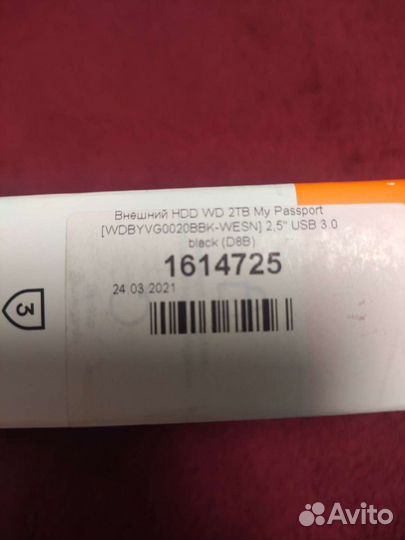 Внешний HDD WD 2TB My Passport
[WDBYVG0020BBK-WESN] 2,5" USB 3.0
black (D8B)
1614725
24.03.2021
3
Avito